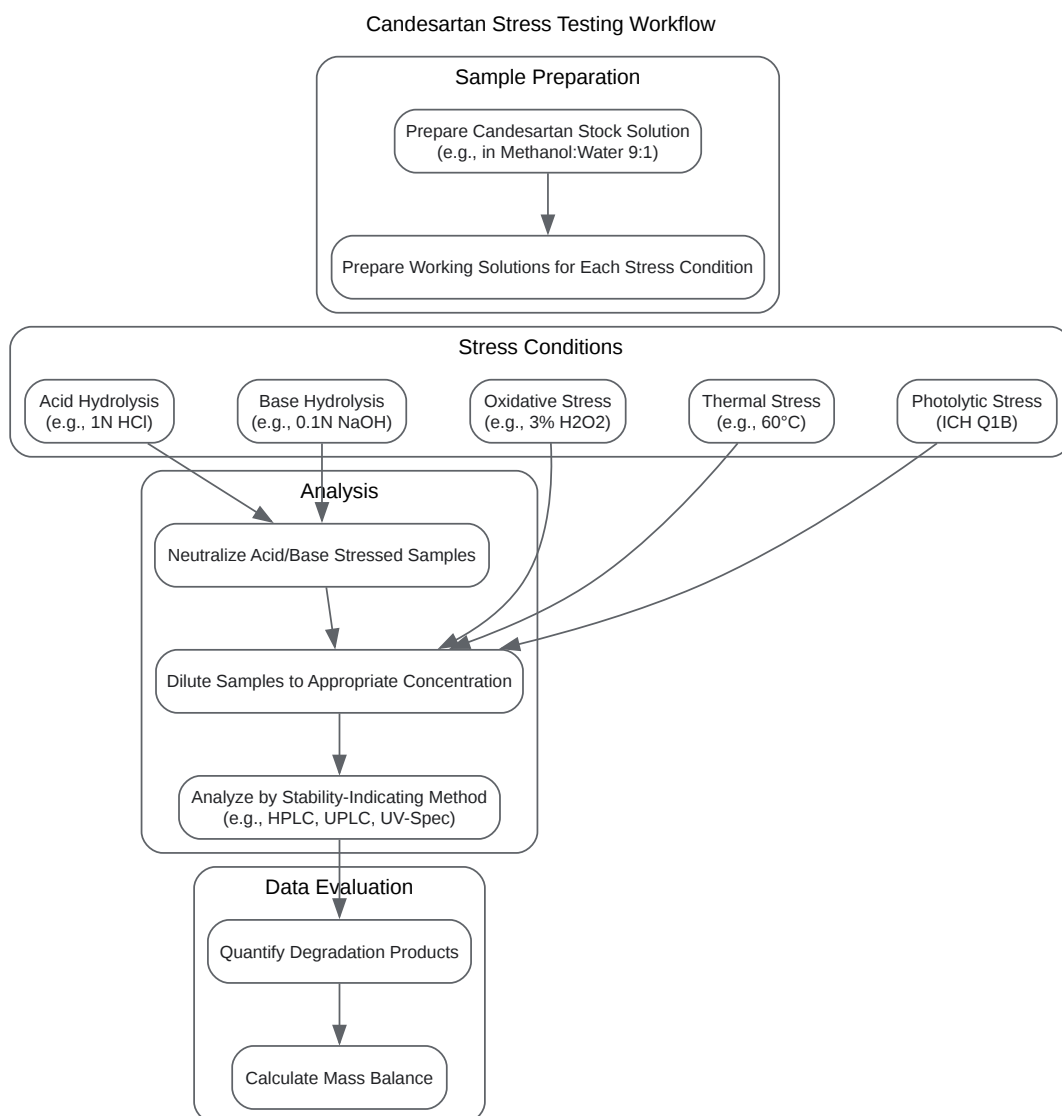 Candesartan Stress Testing Workflow
Sample Preparation
Prepare Candesartan Stock Solution
(e.g., in Methanol:Water 9:1)
Prepare Working Solutions for Each Stress Condition
Stress Conditions
Acid Hydrolysis
(e.g., 1N HCl)
Base Hydrolysis
(e.g., 0.1N NaOH)
Oxidative Stress
(e.g., 3% H2O2)
Thermal Stress
(e.g., 60°C)
Photolytic Stress
(ICH Q1B)
Analysis
Neutralize Acid/Base Stressed Samples
Dilute Samples to Appropriate Concentration
Analyze by Stability-Indicating Method
(e.g., HPLC, UPLC, UV-Spec)
Data Evaluation
Quantify Degradation Products
Calculate Mass Balance